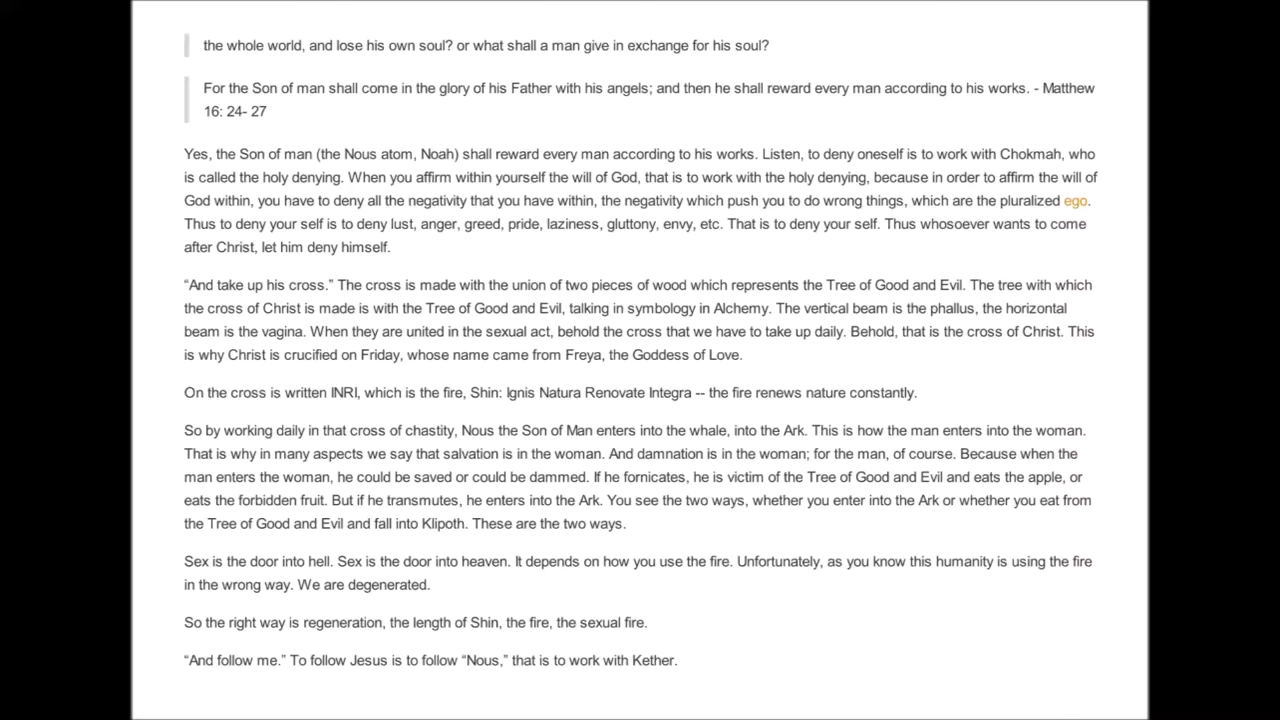 the whole world, and lose his own soul? or what shall a man give in exchange for his soul?
For the Son of man shall come in the glory of his Father with his angels; and then he shall reward every man according to his works. - Matthew
16: 24- 27
Yes, the Son of man (the Nous atom, Noah) shall reward every man according to his works. Listen, to deny oneself is to work with Chokmah, who
is called the holy denying. When you affirm within yourself the will of God, that is to work with the holy denying, because in order to affirm the will of
God within, you have to deny all the negativity that you have within, the negativity which push you to do wrong things, which are the pluralized ego.
Thus to deny your self is to deny lust, anger, greed, pride, laziness, gluttony, envy, etc. That is to deny your self. Thus whosoever wants to come
after Christ, let him deny himself.
“And take up his cross.” The cross is made with the union of two pieces of wood which represents the Tree of Good and Evil. The tree with which
the cross of Christ is made is with the Tree of Good and Evil, talking in symbology in Alchemy. The vertical beam is the phallus, the horizontal
beam is the vagina. When they are united in the sexual act, behold the cross that we have to take up daily. Behold, that is the cross of Christ. This
is why Christ is crucified on Friday, whose name came from Freya, the Goddess of Love.
On the cross is written INRI, which is the fire, Shin: Ignis Natura Renovate Integra -- the fire renews nature constantly.
So by working daily in that cross of chastity, Nous the Son of Man enters into the whale, into the Ark. This is how the man enters into the woman.
That is why in many aspects we say that salvation is in the woman. And damnation is in the woman; for the man, of course. Because when the
man enters the woman, he could be saved or could be dammed. If he fornicates, he is victim of the Tree of Good and Evil and eats the apple, or
eats the forbidden fruit. But if he transmutes, he enters into the Ark. You see the two ways, whether you enter into the Ark or whether you eat from
the Tree of Good and Evil and fall into Klipoth. These are the two ways.
Sex is the door into hell. Sex is the door into heaven. It depends on how you use the fire. Unfortunately, as you know this humanity is using the fire
in the wrong way. We are degenerated.
So the right way is regeneration, the length of Shin, the fire, the sexual fire.
“And follow me.” To follow Jesus is to follow “Nous,” that is to work with Kether.